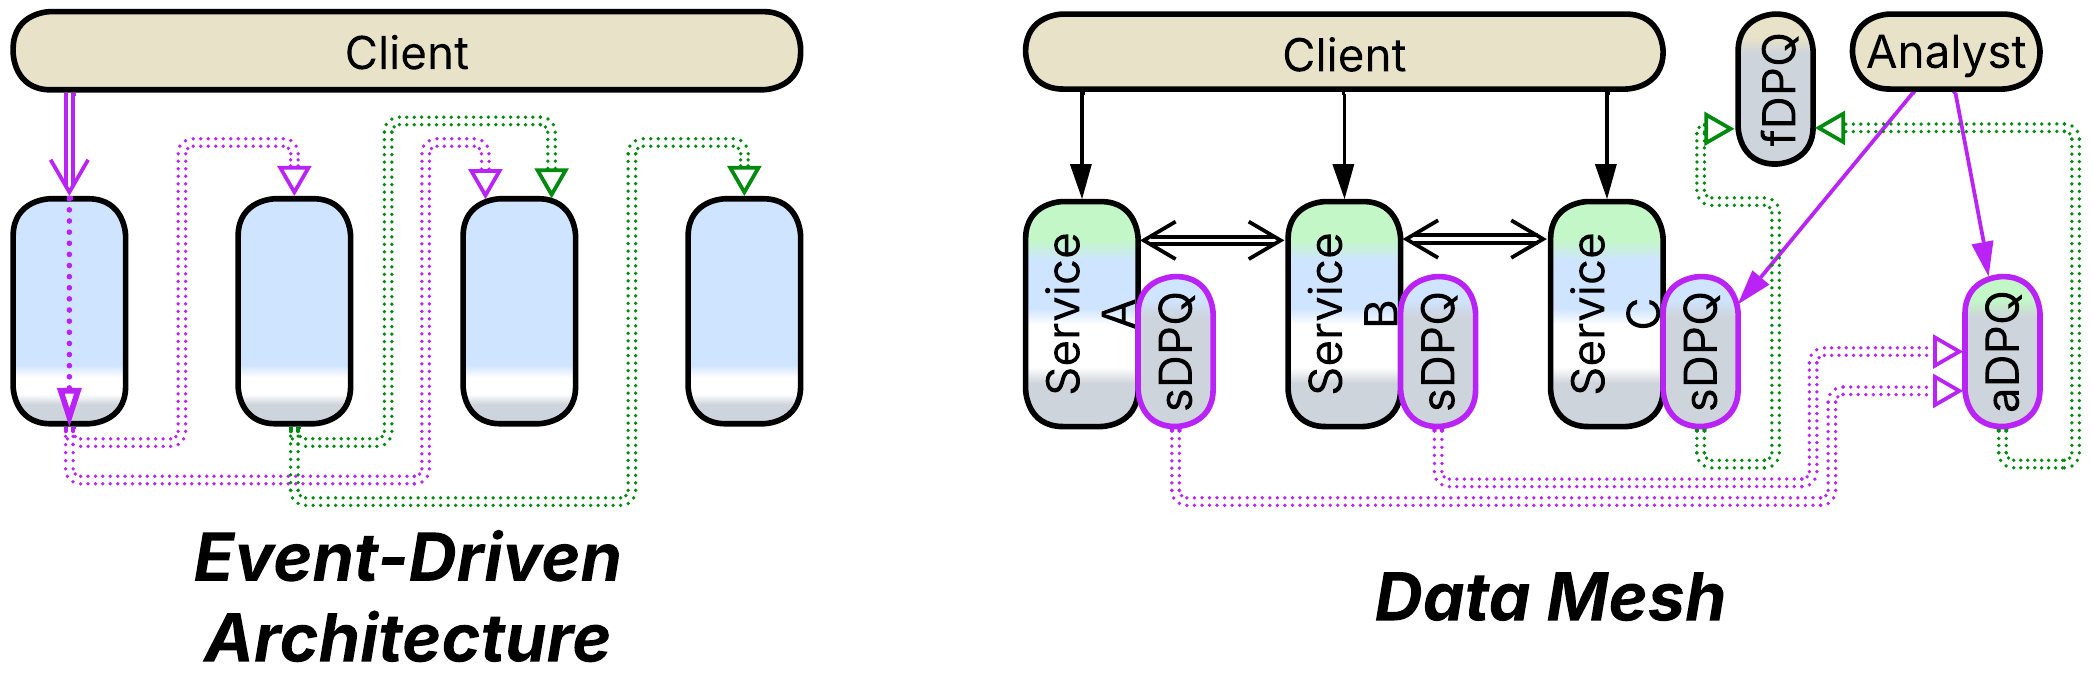 Client
Event-Driven
Architecture
Client
fDPQ
Analyst
Service
A
sDPQ
Service
B
sDPQ
Service
C
sDPQ
aDPQ
Data Mesh